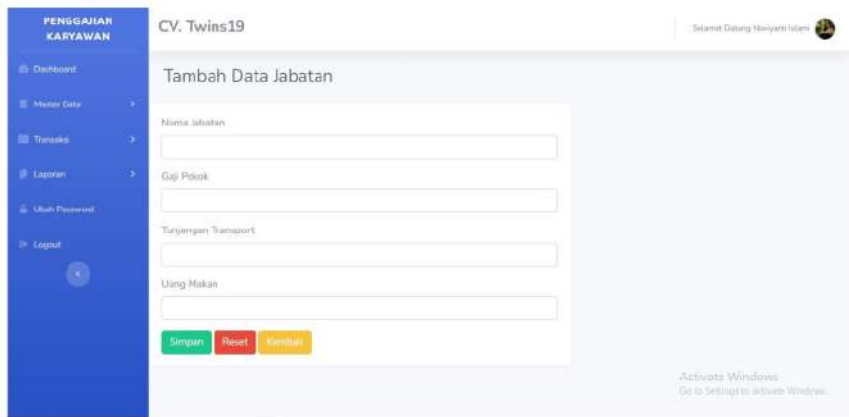 PENGGAJIAN
KARYAWAN
CV. Twins19
Selamat Datang Noviyanti Islami
Dashboard
Master Data
Transaksi
Laporan
Ubah Password
Logout
Tambah Data Jabatan
Nama Jabatan
Gaji Pokok
Tunjangan Transport
Uang Makan
Simpan
Reset
Kembali
Activate Windows
Go to Settings to activate Windows.